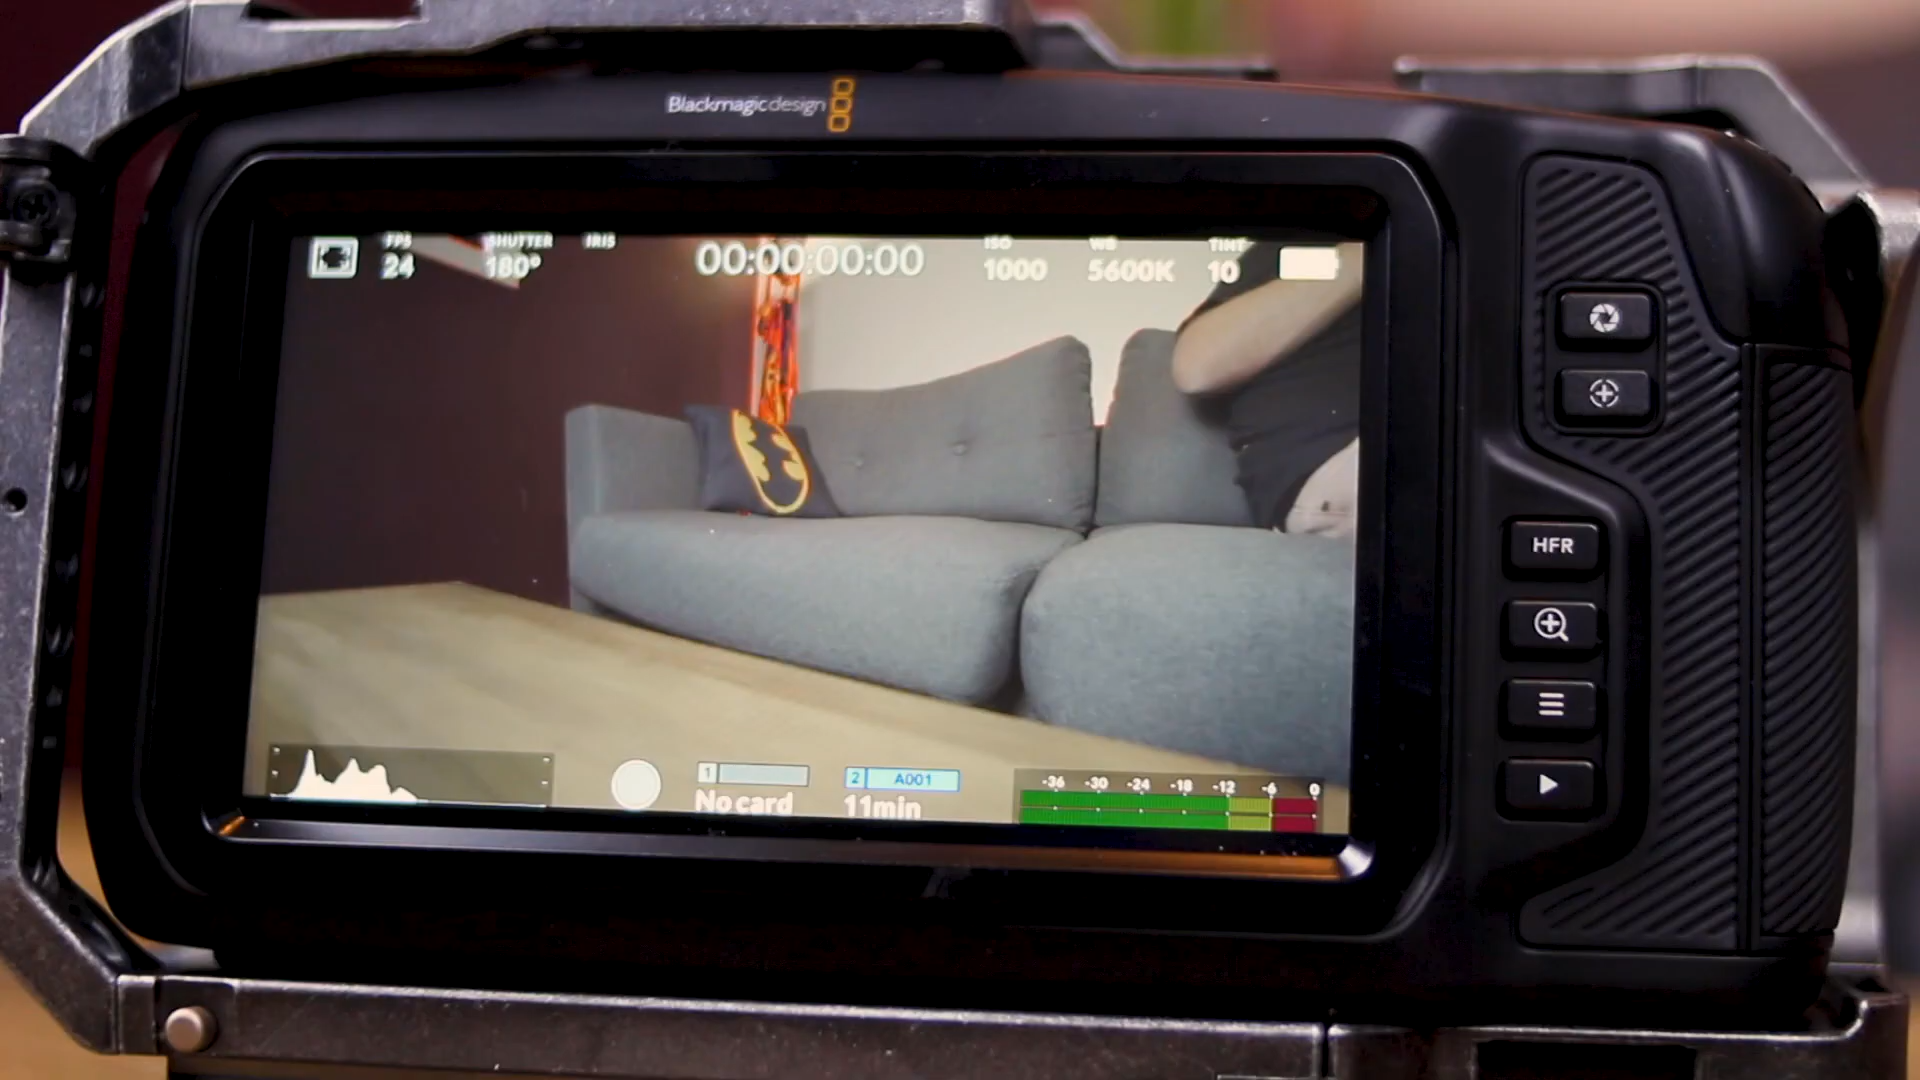 Blackmagicdesign
FPS SHUTTER IRIS ISO WB TINT
24 180° 00:00:00:00 1000 5600K 10
HFR
1 2 A001 -36 -30 -24 -18 -12 -6 0
No card 11min